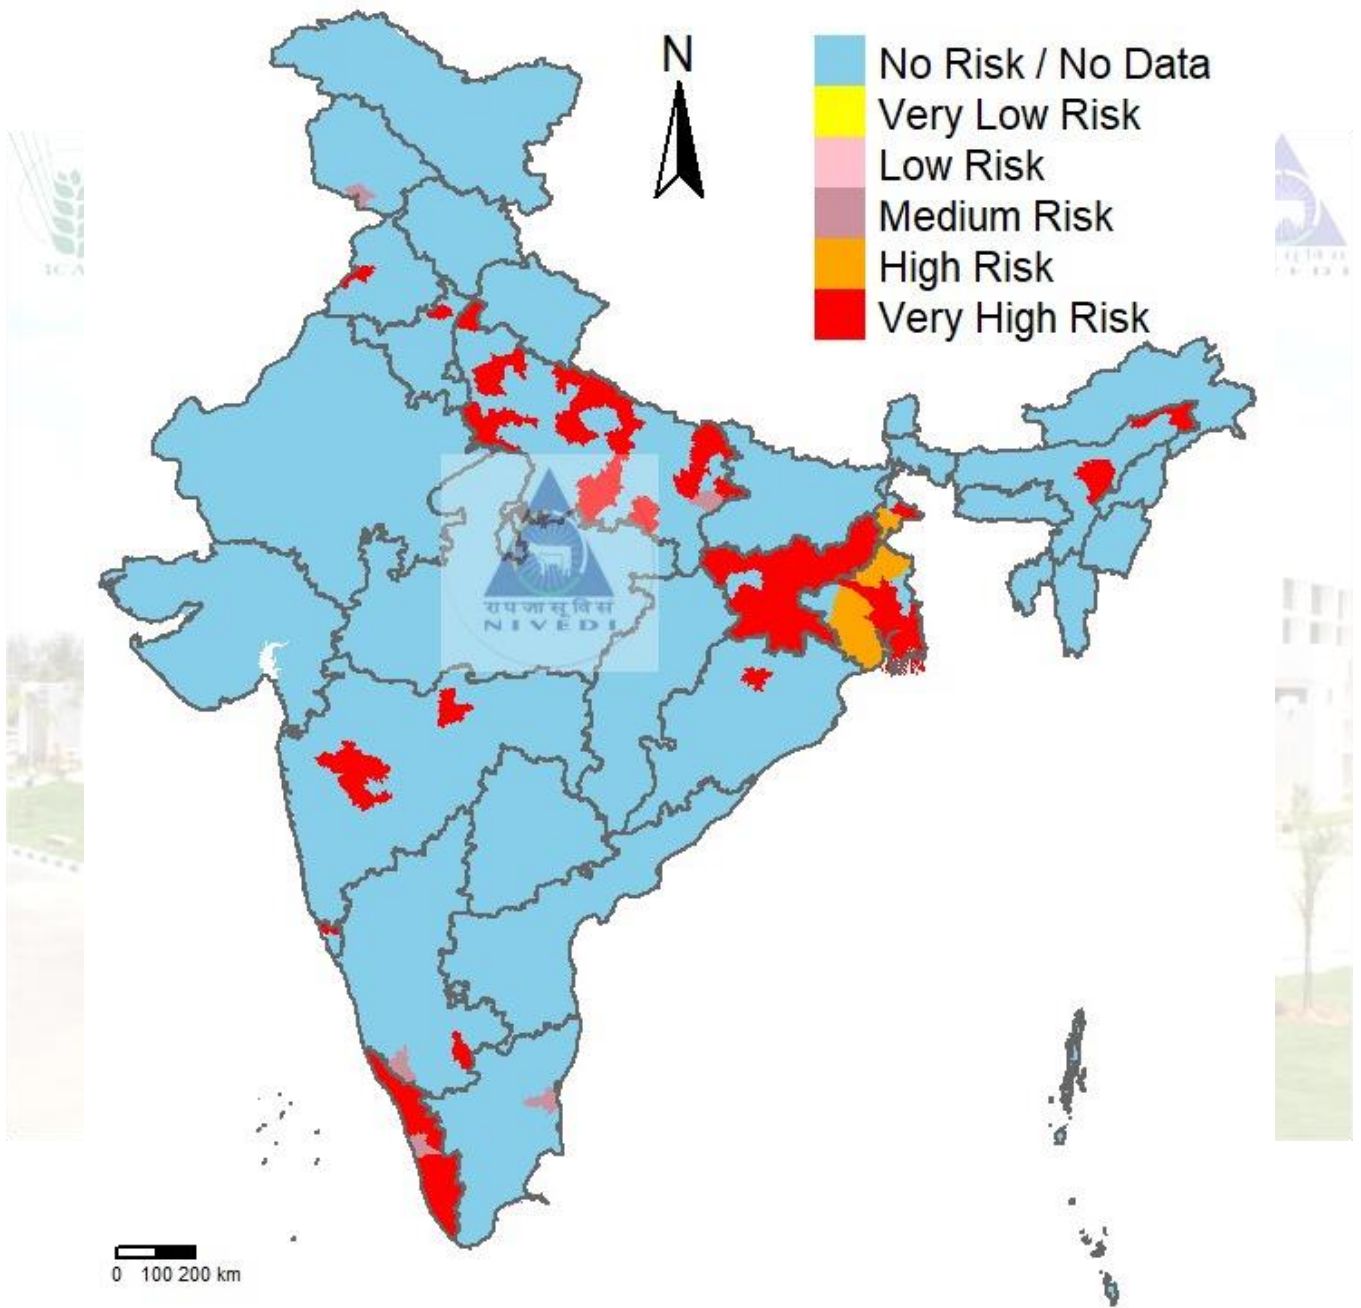 N
No Risk / No Data
Very Low Risk
Low Risk
Medium Risk
High Risk
Very High Risk
NIVEDI
0 100 200 km